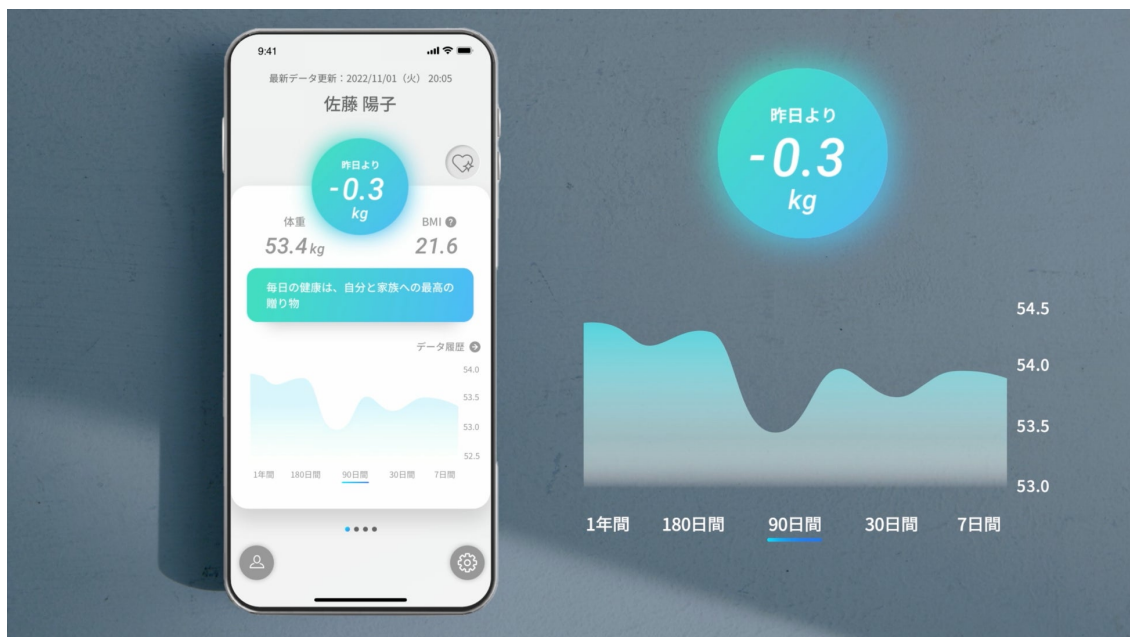 9:41
最新データ更新：2022/11/01（火） 20:05
佐藤 陽子
昨日より
-0.3
kg
体重
53.4 kg
BMI ?
21.6
毎日の健康は、自分と家族への最高の
贈り物
データ履歴
54.0
53.5
53.0
52.5
1年間 180日間 90日間 30日間 7日間
昨日より
-0.3
kg
54.5
54.0
53.5
53.0
1年間 180日間 90日間 30日間 7日間